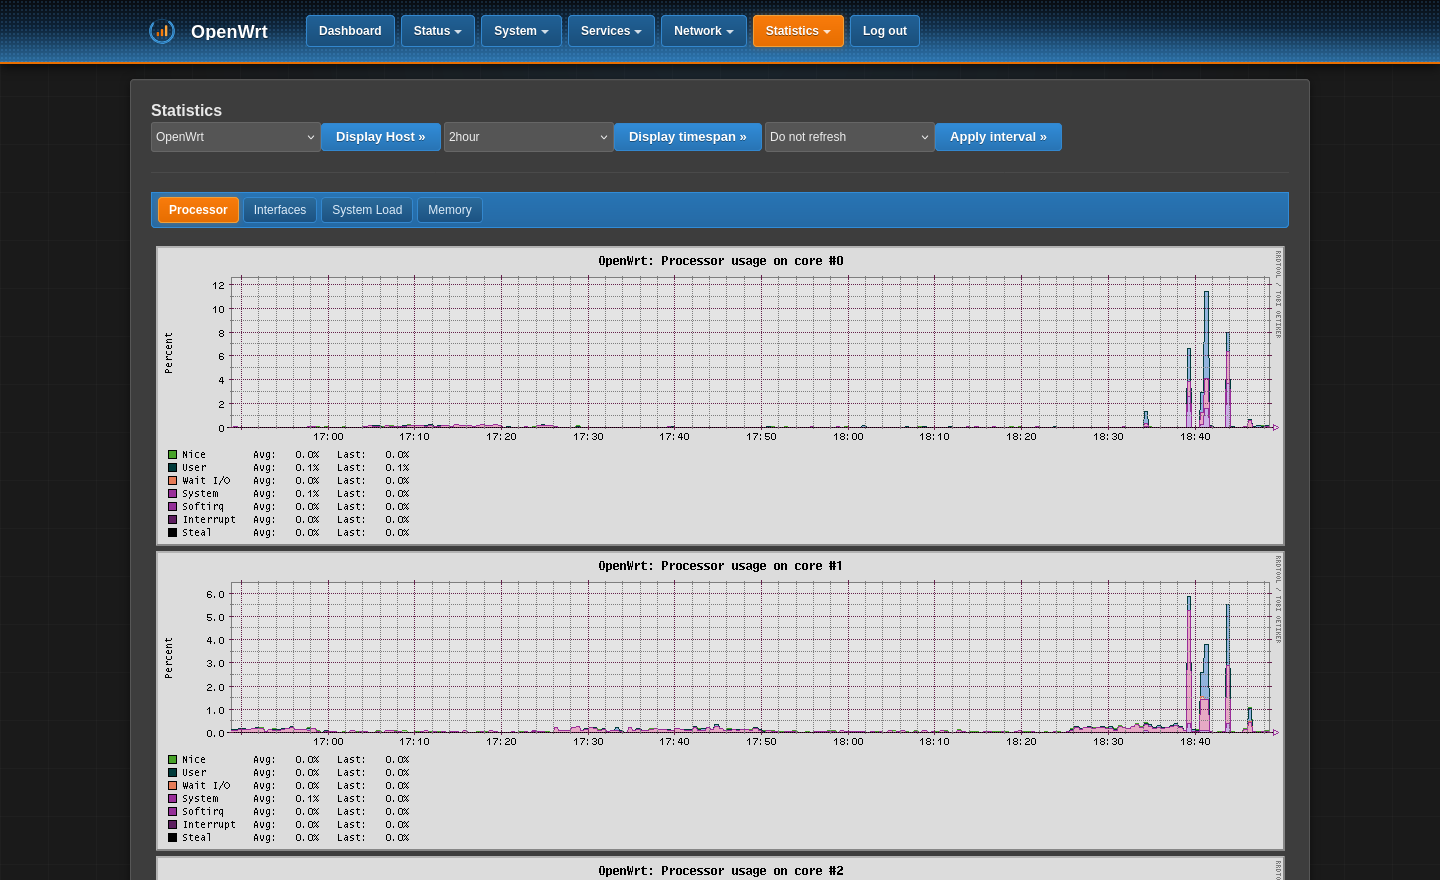 OpenWrt
Dashboard Status System Services Network Statistics Log out
Statistics
OpenWrt Display Host » 2hour Display timespan » Do not refresh Apply interval »
Processor Interfaces System Load Memory
OpenWrt: Processor usage on core #0
RRDTOOL / TOBI OETIKER
Percent
12
10
8
6
4
2
0
17:00 17:10 17:20 17:30 17:40 17:50 18:00 18:10 18:20 18:30 18:40
Nice Avg: 0.0% Last: 0.0%
User Avg: 0.1% Last: 0.1%
Wait I/O Avg: 0.0% Last: 0.0%
System Avg: 0.1% Last: 0.0%
Softirq Avg: 0.0% Last: 0.0%
Interrupt Avg: 0.0% Last: 0.0%
Steal Avg: 0.0% Last: 0.0%
OpenWrt: Processor usage on core #1
RRDTOOL / TOBI OETIKER
Percent
6.0
5.0
4.0
3.0
2.0
1.0
0.0
17:00 17:10 17:20 17:30 17:40 17:50 18:00 18:10 18:20 18:30 18:40
Nice Avg: 0.0% Last: 0.0%
User Avg: 0.0% Last: 0.0%
Wait I/O Avg: 0.0% Last: 0.0%
System Avg: 0.1% Last: 0.0%
Softirq Avg: 0.0% Last: 0.0%
Interrupt Avg: 0.0% Last: 0.0%
Steal Avg: 0.0% Last: 0.0%
OpenWrt: Processor usage on core #2